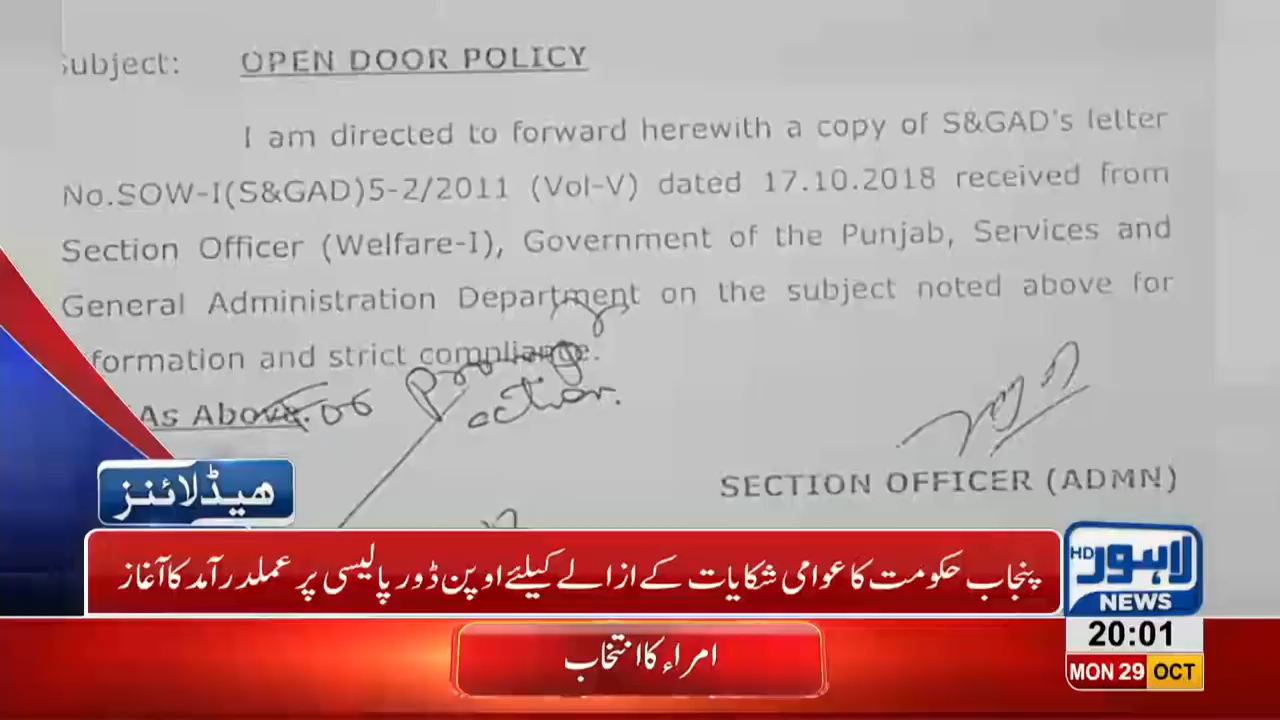 Subject: OPEN DOOR POLICY
I am directed to forward herewith a copy of S&GAD's letter
No.SOW-I(S&GAD)5-2/2011 (Vol-V) dated 17.10.2018 received from
Section Officer (Welfare-I), Government of the Punjab, Services and
General Administration Department on the subject noted above for
formation and strict compliance.
As Above.
action.
SECTION OFFICER (ADMN)
ھیڈلائنز
پنجاب حکومت کا عوامی شکایات کے ازالے کیلئے اوپن ڈور پالیسی پر عملدرآمد کا آغاز
امراء کا انتخاب
HD لاہور
NEWS
20:01
MON 29 OCT